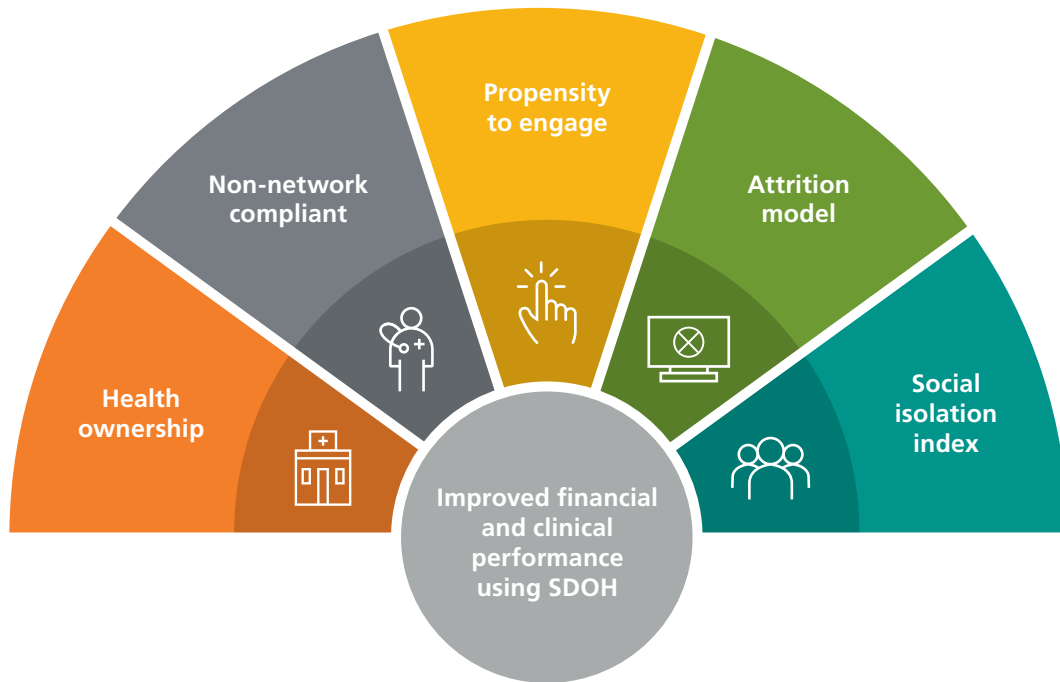 Health
ownership
Non-network
compliant
Propensity
to engage
Attrition
model
Social
isolation
index
Improved financial
and clinical
performance
using SDOH